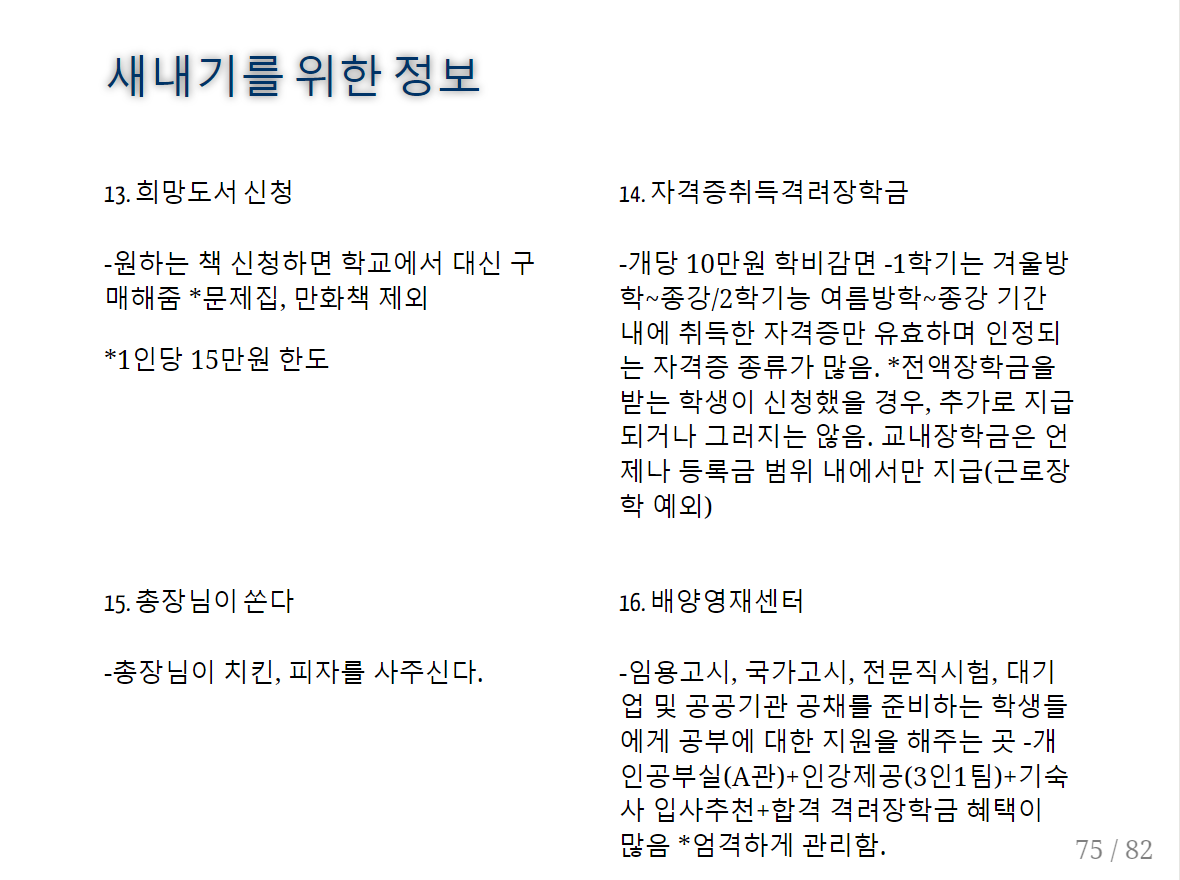 새내기를 위한 정보
13. 희망도서 신청
-원하는 책 신청하면 학교에서 대신 구
매해줌 *문제집, 만화책 제외
*1인당 15만원 한도
14. 자격증취득격려장학금
-개당 10만원 학비감면 -1학기는 겨울방
학~종강/2학기능 여름방학~종강 기간
내에 취득한 자격증만 유효하며 인정되
는 자격증 종류가 많음. *전액장학금을
받는 학생이 신청했을 경우, 추가로 지급
되거나 그러지는 않음. 교내장학금은 언
제나 등록금 범위 내에서만 지급(근로장
학 예외)
15. 총장님이 쏜다
-총장님이 치킨, 피자를 사주신다.
16. 배양영재센터
-임용고시, 국가고시, 전문직시험, 대기
업 및 공공기관 공채를 준비하는 학생들
에게 공부에 대한 지원을 해주는 곳 -개
인공부실(A관)+인강제공(3인1팀)+기숙
사 입사추천+합격 격려장학금 혜택이
많음 *엄격하게 관리함.
75 / 82